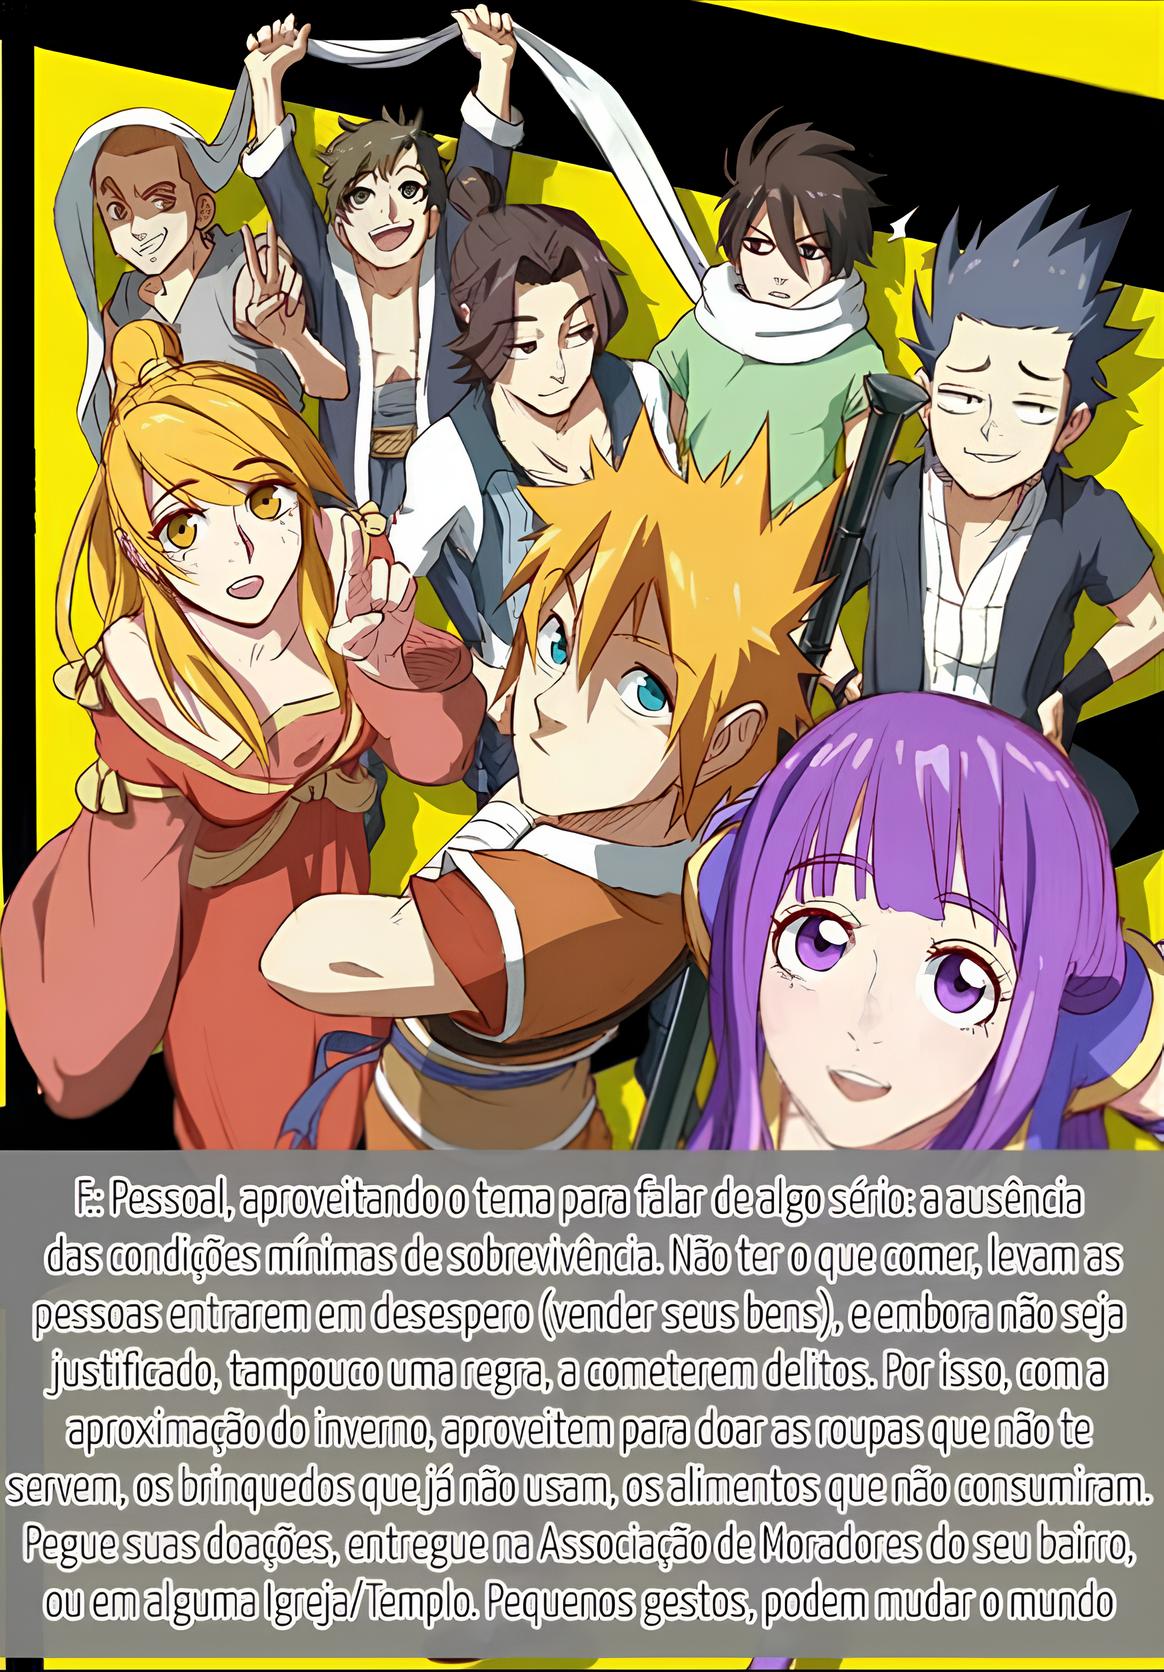 F.: Pessoal, aproveitando o tema para falar de algo sério: a ausência
das condições mínimas de sobrevivência. Não ter o que comer, levam as
pessoas entrarem em desespero (vender seus bens), e embora não seja
justificado, tampouco uma regra, a cometerem delitos. Por isso, com a
aproximação do inverno, aproveitem para doar as roupas que não te
servem, os brinquedos que já não usam, os alimentos que não consumiram.
Pegue suas doações, entregue na Associação de Moradores do seu bairro,
ou em alguma Igreja/Templo. Pequenos gestos, podem mudar o mundo